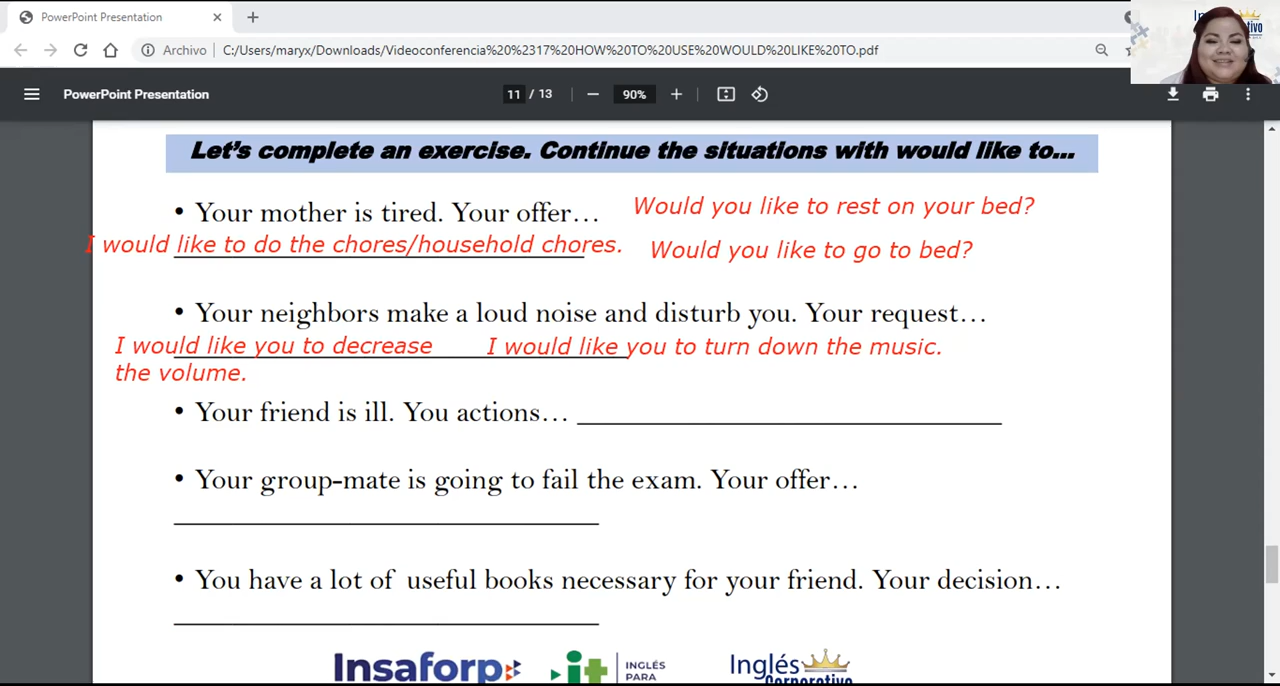 PowerPoint Presentation
Archivo C:/Users/maryx/Downloads/Videoconferencia%20%2317%20HOW%20TO%20USE%20WOULD%20LIKE%20TO.pdf
PowerPoint Presentation 11 / 13 90%
Let's complete an exercise. Continue the situations with would like to...
• Your mother is tired. Your offer… Would you like to rest on your bed?
I would like to do the chores/household chores. Would you like to go to bed?
• Your neighbors make a loud noise and disturb you. Your request…
I would like you to decrease I would like you to turn down the music.
the volume.
• Your friend is ill. You actions…
• Your group-mate is going to fail the exam. Your offer…
• You have a lot of useful books necessary for your friend. Your decision…
Insaforp it INGLÉS PARA Inglés Corporativo